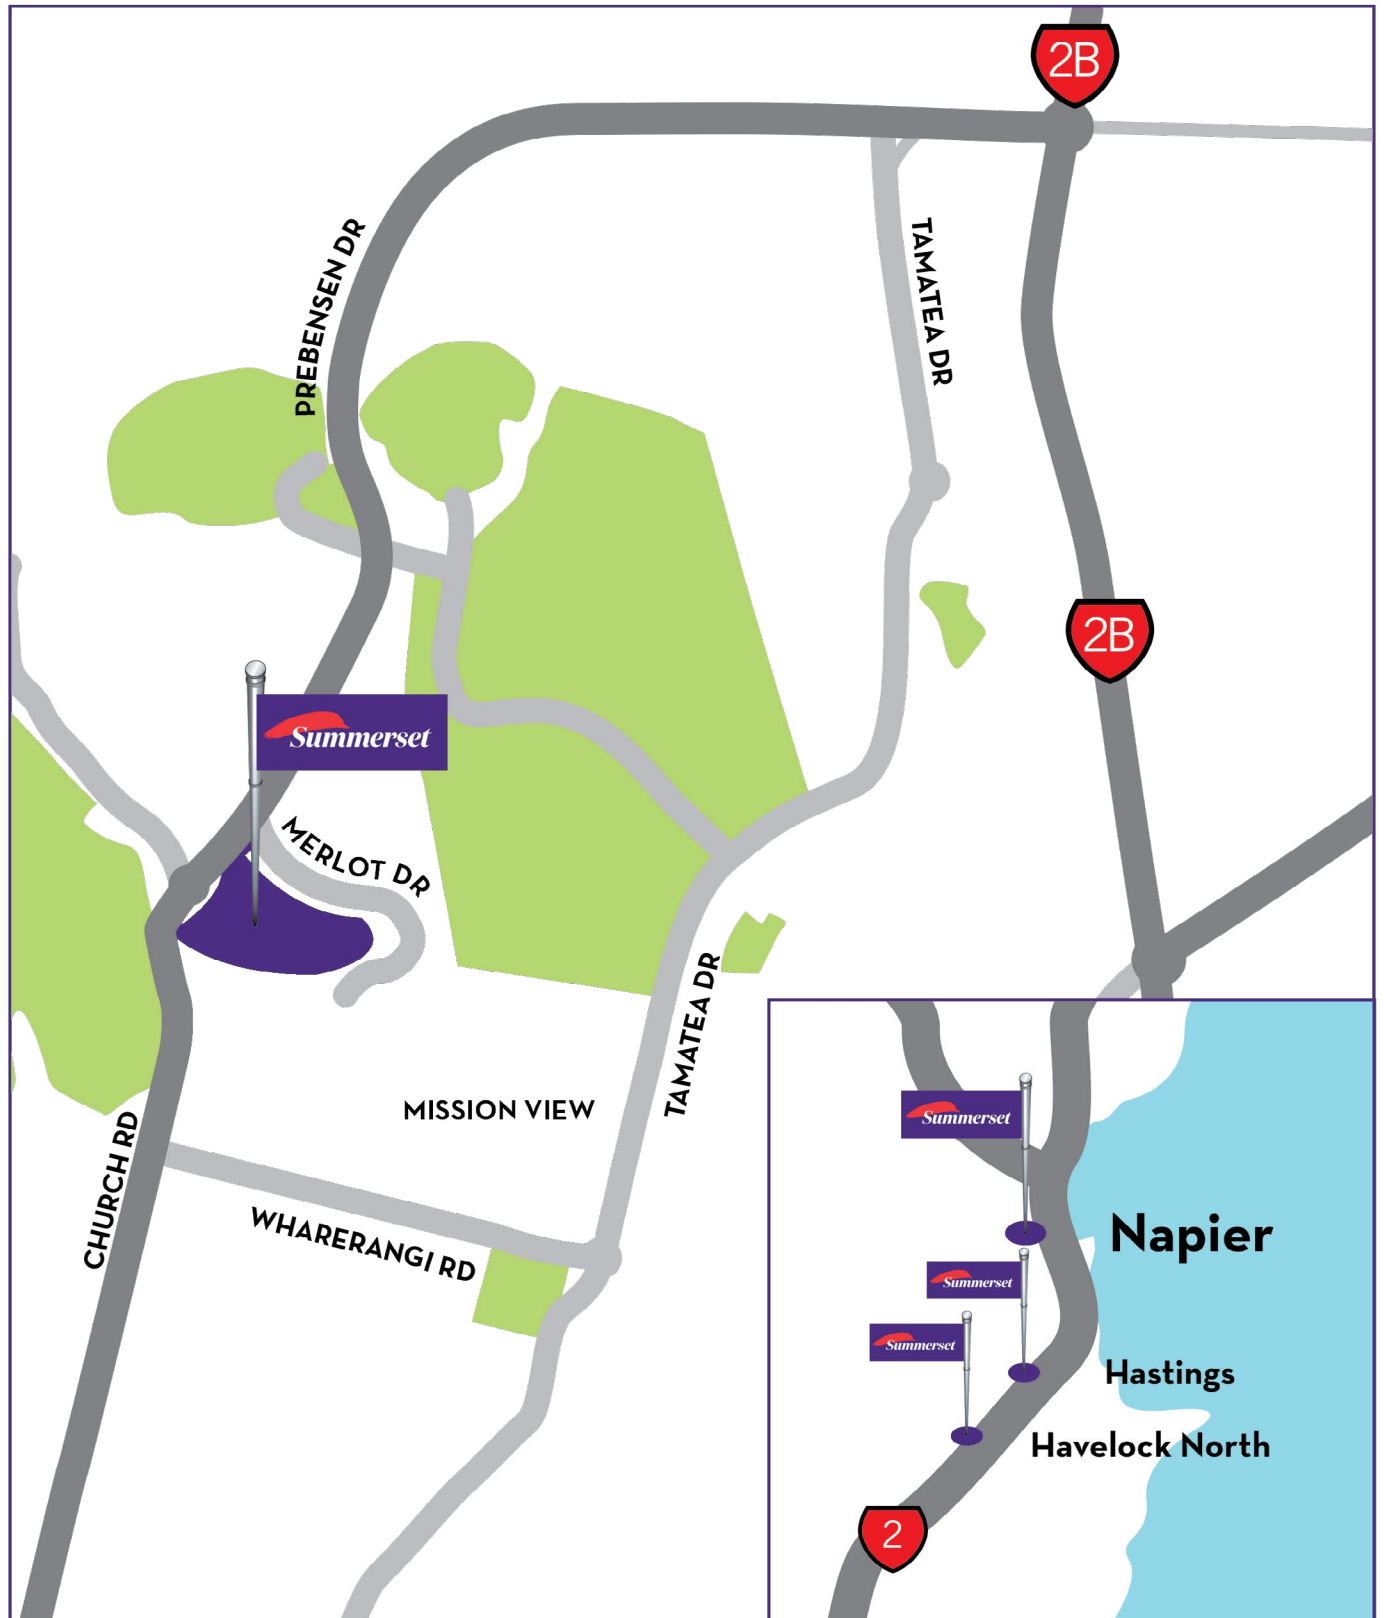 2B
PREBENSEN DR
TAMATEA DR
2B
Summerset
MERLOT DR
TAMATEA DR
MISSION VIEW
CHURCH RD
WHARERANGI RD
Summerset
Napier
Summerset
Summerset
Hastings
Havelock North
2